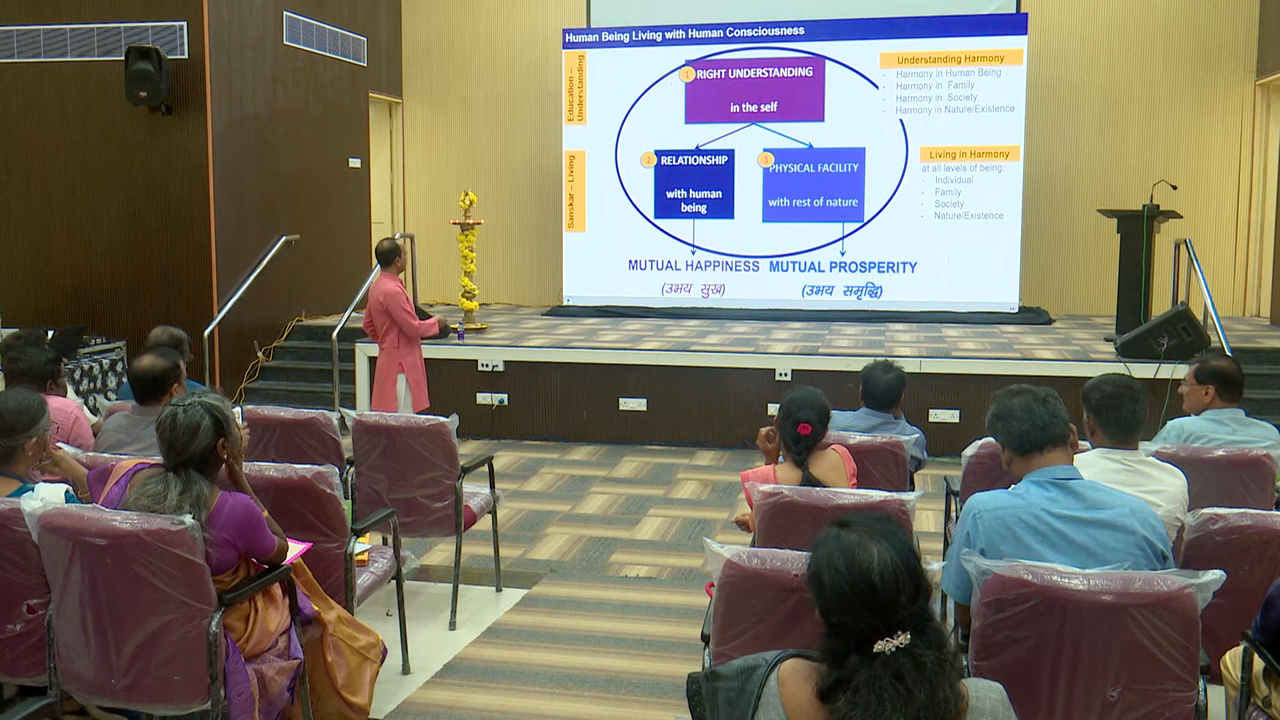 Human Being Living with Human Consciousness
Education –
Understanding
1
RIGHT UNDERSTANDING
in the self
Understanding Harmony
- Harmony in Human Being
- Harmony in Family
- Harmony in Society
- Harmony in Nature/Existence
Sanskar – Living
2
RELATIONSHIP
with human
being
3
PHYSICAL FACILITY
with rest of nature
Living in Harmony
at all levels of being:
- Individual
- Family
- Society
- Nature/Existence
MUTUAL HAPPINESS
MUTUAL PROSPERITY
(उभय सुख)
(उभय समृद्धि)